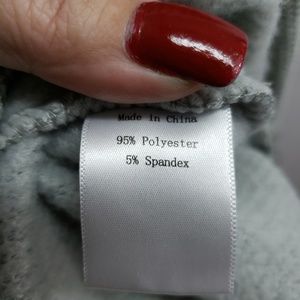 Made in China
95% Polyester
5% Spandex